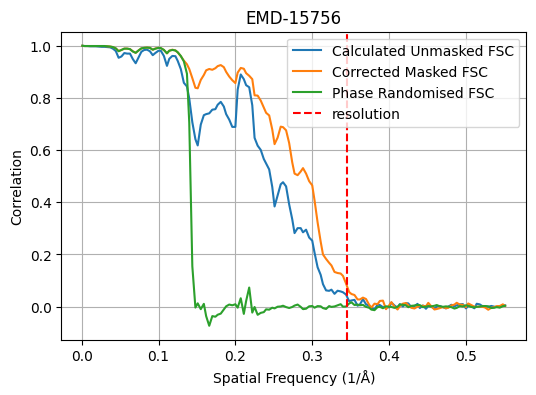 EMD-15756
Calculated Unmasked FSC
Corrected Masked FSC
Phase Randomised FSC
resolution
Correlation
1.0
0.8
0.6
0.4
0.2
0.0
0.0 0.1 0.2 0.3 0.4 0.5
Spatial Frequency (1/Å)